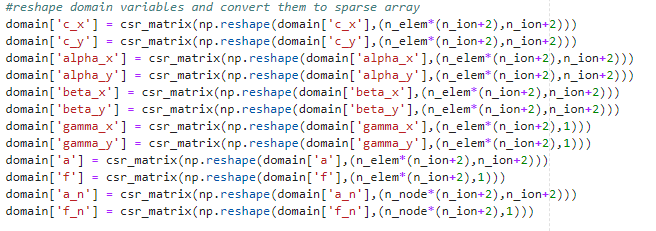 #reshape domain variables and convert them to sparse array
domain['c_x'] = csr_matrix(np.reshape(domain['c_x'],(n_elem*(n_ion+2),n_ion+2)))
domain['c_y'] = csr_matrix(np.reshape(domain['c_y'],(n_elem*(n_ion+2),n_ion+2)))
domain['alpha_x'] = csr_matrix(np.reshape(domain['alpha_x'],(n_elem*(n_ion+2),n_ion+2)))
domain['alpha_y'] = csr_matrix(np.reshape(domain['alpha_y'],(n_elem*(n_ion+2),n_ion+2)))
domain['beta_x'] = csr_matrix(np.reshape(domain['beta_x'],(n_elem*(n_ion+2),n_ion+2)))
domain['beta_y'] = csr_matrix(np.reshape(domain['beta_y'],(n_elem*(n_ion+2),n_ion+2)))
domain['gamma_x'] = csr_matrix(np.reshape(domain['gamma_x'],(n_elem*(n_ion+2),1)))
domain['gamma_y'] = csr_matrix(np.reshape(domain['gamma_y'],(n_elem*(n_ion+2),1)))
domain['a'] = csr_matrix(np.reshape(domain['a'],(n_elem*(n_ion+2),n_ion+2)))
domain['f'] = csr_matrix(np.reshape(domain['f'],(n_elem*(n_ion+2),1)))
domain['a_n'] = csr_matrix(np.reshape(domain['a_n'],(n_node*(n_ion+2),n_ion+2)))
domain['f_n'] = csr_matrix(np.reshape(domain['f_n'],(n_node*(n_ion+2),1)))